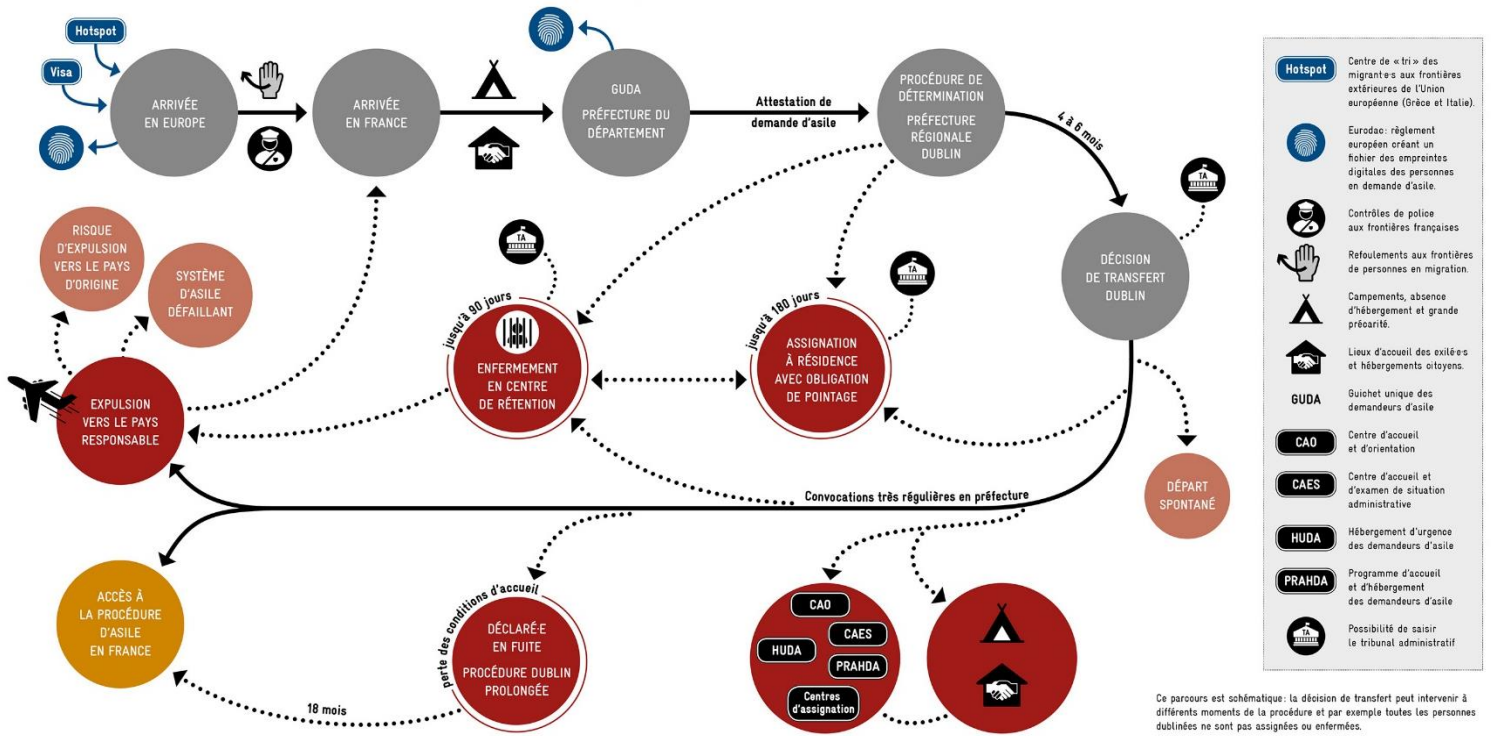 Hotspot
Visa
ARRIVÉE
EN EUROPE
ARRIVÉE
EN FRANCE
GUDA
PRÉFECTURE DU
DÉPARTEMENT
Attestation de
demande d'asile
PROCÉDURE DE
DÉTERMINATION
PRÉFECTURE
RÉGIONALE
DUBLIN
4 à 6 mois
TA
DÉCISION
DE TRANSFERT
DUBLIN
RISQUE
D'EXPULSION
VERS LE PAYS
D'ORIGINE
SYSTÈME
D'ASILE
DÉFAILLANT
TA
jusqu'à 90 jours
ENFERMEMENT
EN CENTRE
DE RÉTENTION
TA
jusqu'à 180 jours
ASSIGNATION
À RÉSIDENCE
AVEC OBLIGATION
DE POINTAGE
EXPULSION
VERS LE PAYS
RESPONSABLE
DÉPART
SPONTANÉ
Convocations très régulières en préfecture
ACCÈS À
LA PROCÉDURE
D'ASILE
EN FRANCE
18 mois
perte des conditions d'accueil
DÉCLARÉ·E
EN FUITE
PROCÉDURE DUBLIN
PROLONGÉE
CAO
CAES
HUDA
PRAHDA
Centres
d'assignation
Hotspot
Centre de « tri » des
migrant·e·s aux frontières
extérieures de l'Union
européenne (Grèce et Italie).
Eurodac : règlement
européen créant un
fichier des empreintes
digitales des personnes
en demande d'asile.
Contrôles de police
aux frontières françaises
Refoulements aux frontières
de personnes en migration.
Campements, absence
d'hébergement et grande
préoarité.
Lieux d'accueil des exilé·e·s
et hébergements citoyens.
GUDA
Guichet unique des
demandeurs d'asile
CAO
Centre d'accueil
et d'orientation
CAES
Centre d'accueil et
d'examen de situation
administrative
HUDA
Hébergement d'urgence
des demandeurs d'asile
PRAHDA
Programme d'accueil
et d'hébergement
des demandeurs d'asile
TA
Possibilité de saisir
le tribunal administratif
Ce parcours est schématique : la décision de transfert peut intervenir à
différents moments de la procédure et par exemple toutes les personnes
dublinées ne sont pas assignées ou enfermées.